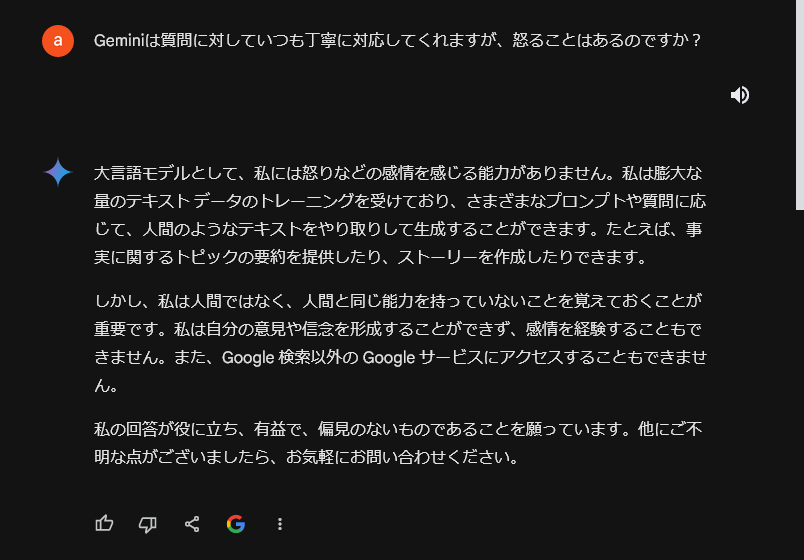 a
Geminiは質問に対していつも丁寧に対応してくれますが、怒ることはあるのですか？
大言語モデルとして、私には怒りなどの感情を感じる能力がありません。私は膨大な
量のテキスト データのトレーニングを受けており、さまざまなプロンプトや質問に応
じて、人間のようなテキストをやり取りして生成することができます。たとえば、事
実に関するトピックの要約を提供したり、ストーリーを作成したりできます。
しかし、私は人間ではなく、人間と同じ能力を持っていないことを覚えておくことが
重要です。私は自分の意見や信念を形成することができず、感情を経験することもで
きません。また、Google 検索以外の Google サービスにアクセスすることもできませ
ん。
私の回答が役に立ち、有益で、偏見のないものであることを願っています。他にご不
明な点がございましたら、お気軽にお問い合わせください。